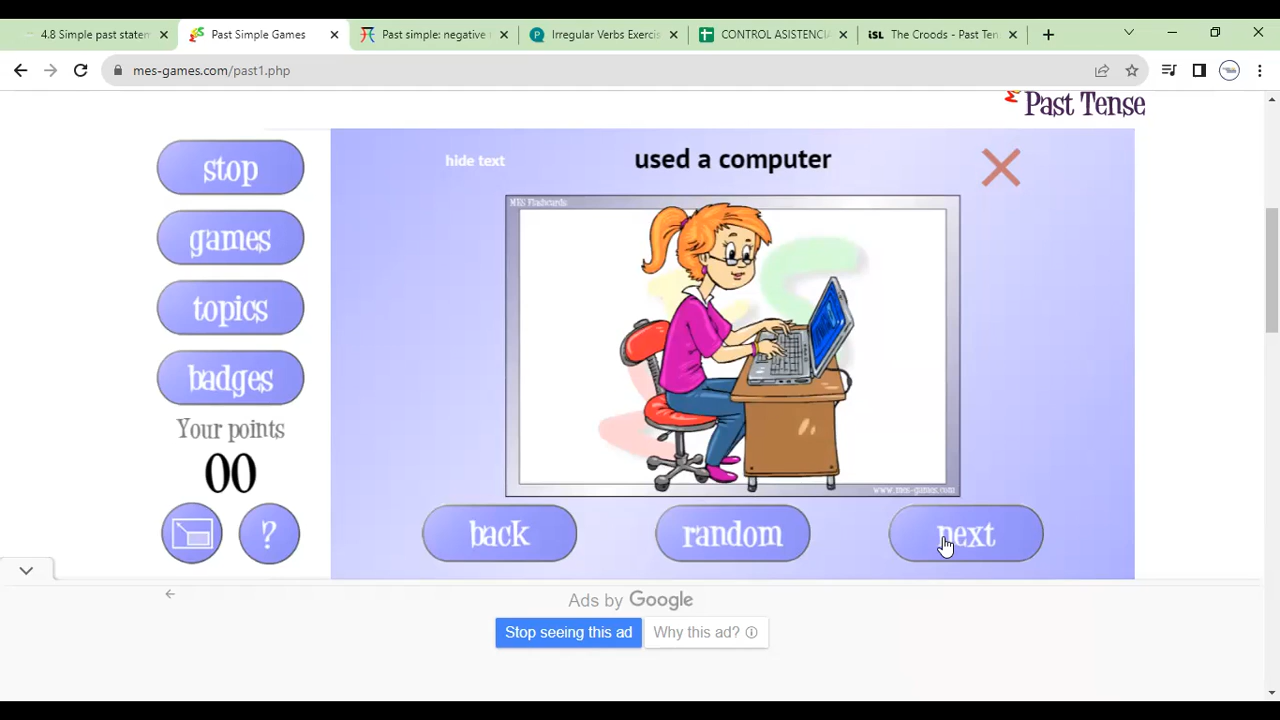 4.8 Simple past statem
Past Simple Games
Past simple: negative
Irregular Verbs Exercis
CONTROL ASISTENCIA
iSL The Croods - Past Ten
mes-games.com/past1.php
Past Tense
stop
games
topics
badges
Your points
00
?
hide text
used a computer
MES Flashcards
www.mes-games.com
back
random
next
Ads by Google
Stop seeing this ad
Why this ad?